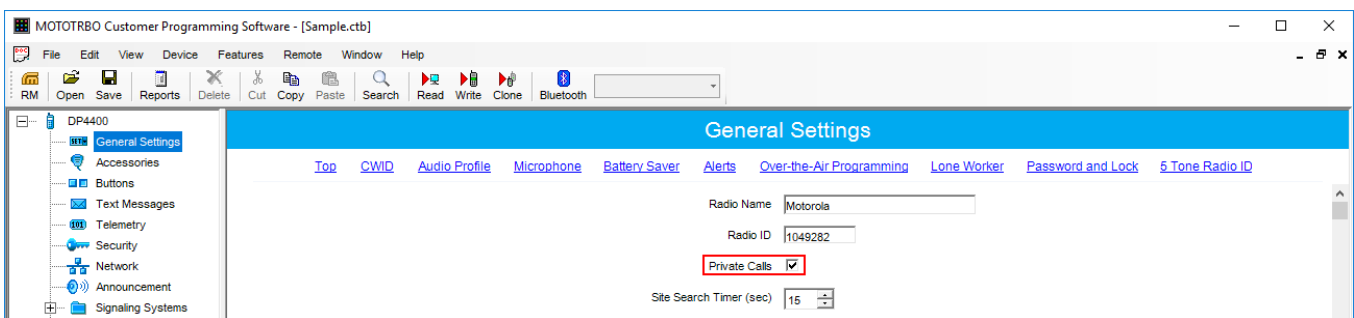 MOTOTRBO Customer Programming Software - [Sample.ctb]
File Edit View Device Features Remote Window Help
RM Open Save Reports Delete Cut Copy Paste Search Read Write Clone Bluetooth
DP4400
General Settings
Accessories
Buttons
Text Messages
Telemetry
Security
Network
Announcement
Signaling Systems
General Settings
Top CWID Audio Profile Microphone Battery Saver Alerts Over-the-Air Programming Lone Worker Password and Lock 5 Tone Radio ID
Radio Name Motorola
Radio ID 1049282
Private Calls
Site Search Timer (sec) 15